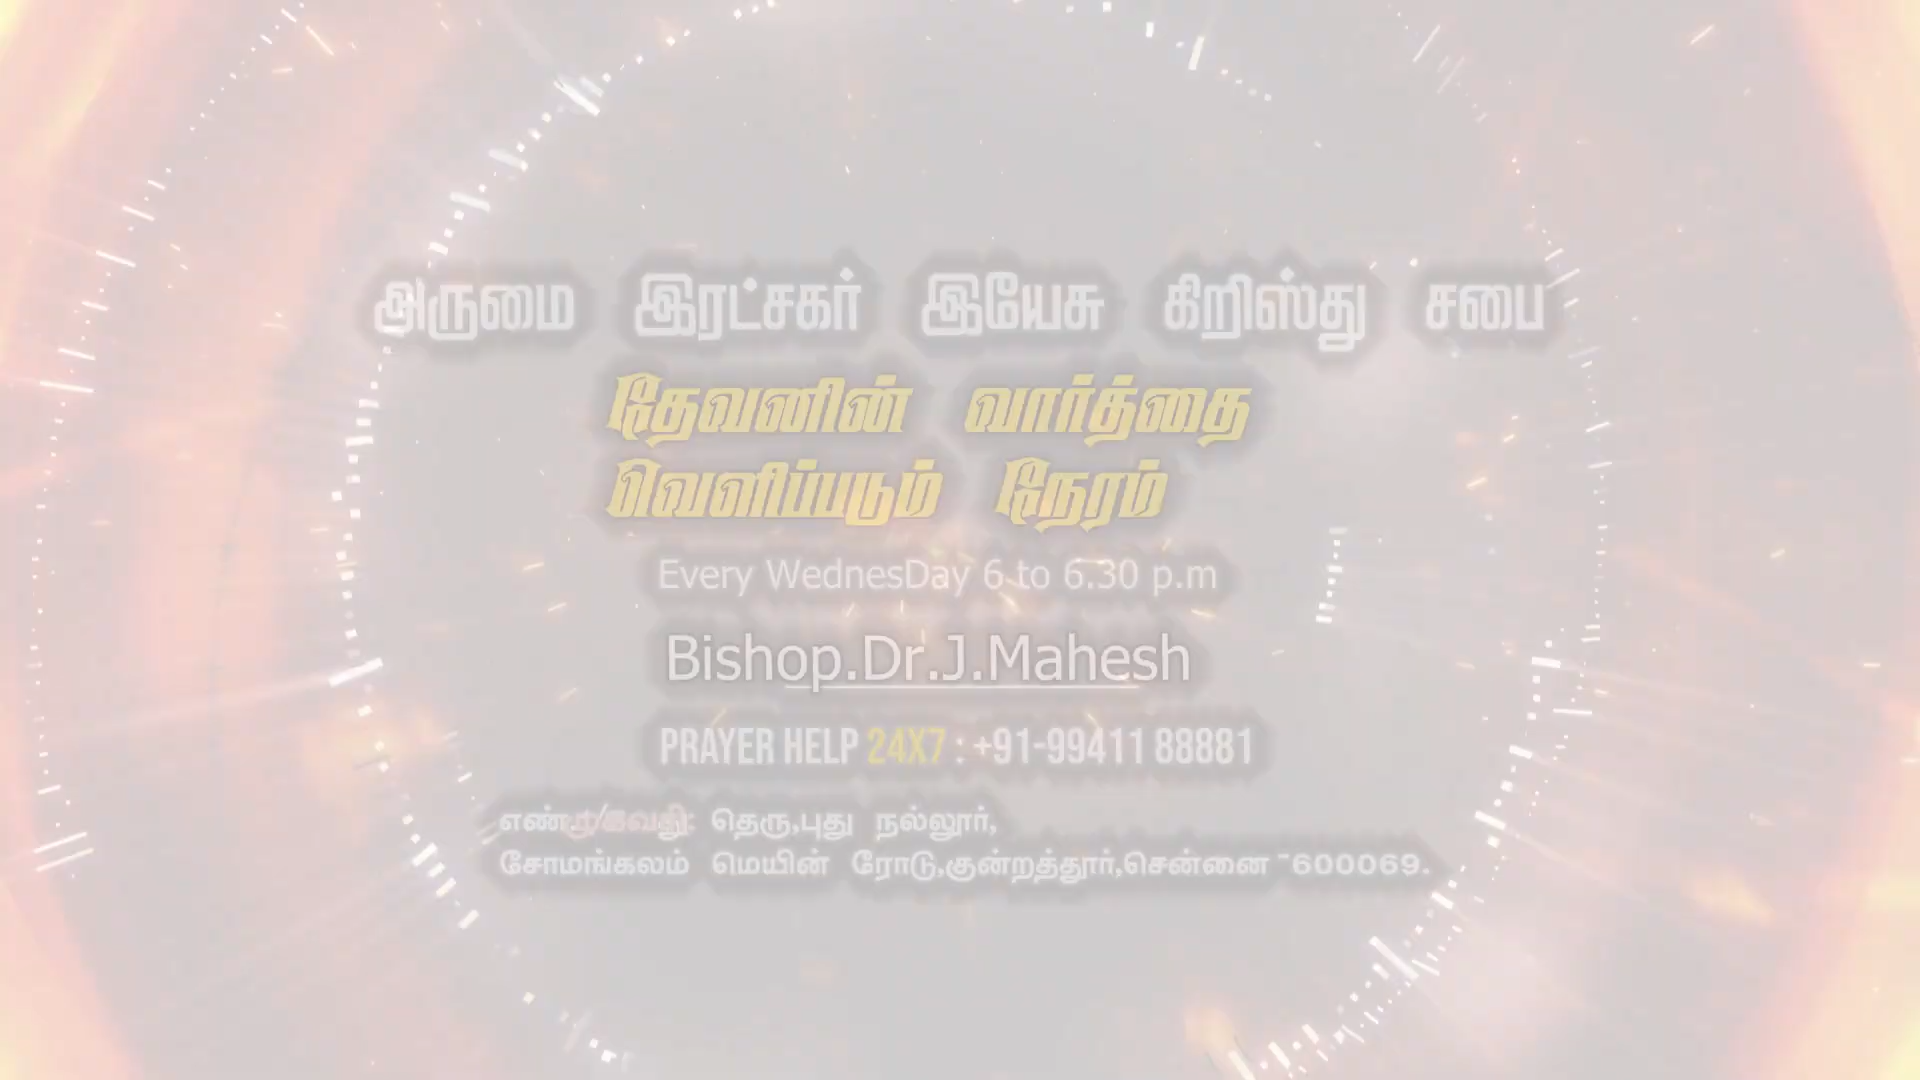 அருமை இரட்சகர் இயேசு கிறிஸ்து சபை
தேவனின் வார்த்தை
வெளிப்படும் நேரம்
Every WednesDay 6 to 6.30 p.m
Bishop.Dr.J.Mahesh
PRAYER HELP 24X7 : +91-99411 88881
தெரு,புது நல்லூர்,
சோமங்கலம் மெயின் ரோடு,குன்றத்தூர்,சென்னை -600069.